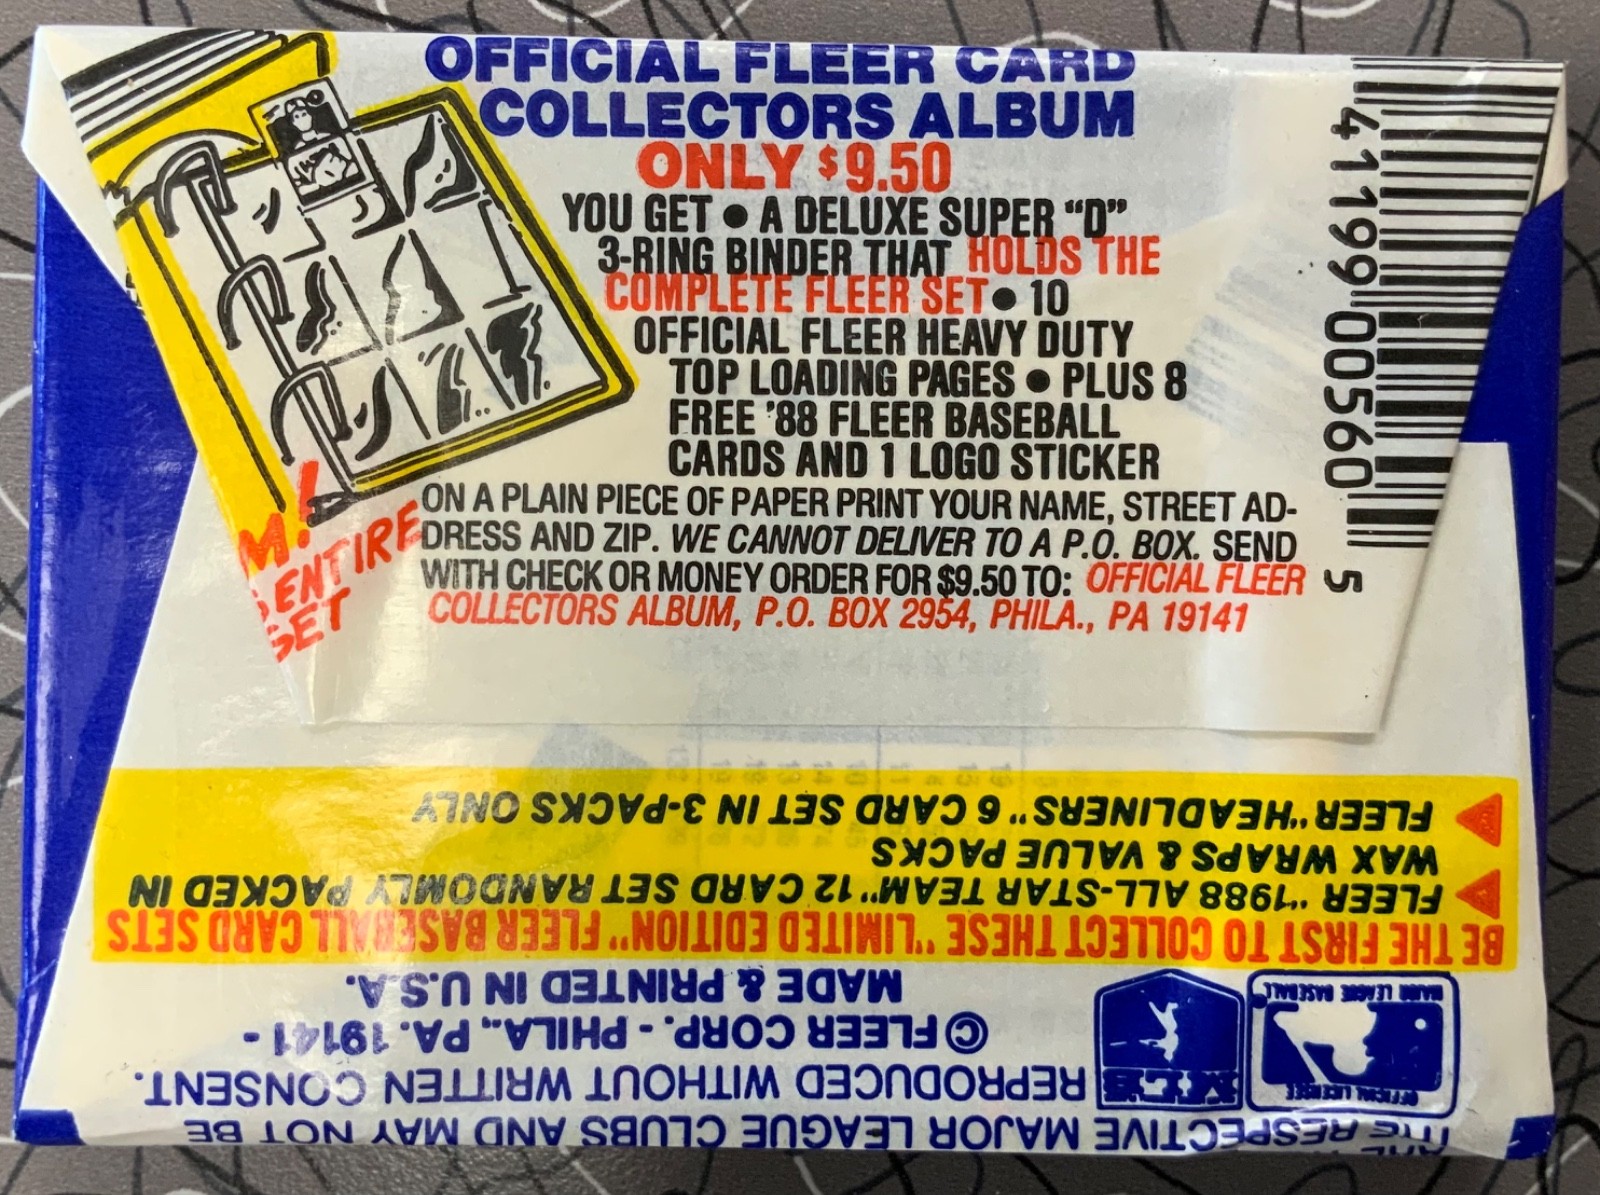 OFFICIAL FLEER CARD
COLLECTORS ALBUM
ONLY $9.50
YOU GET • A DELUXE SUPER “D”
3-RING BINDER THAT HOLDS THE
COMPLETE FLEER SET • 10
OFFICIAL FLEER HEAVY DUTY
TOP LOADING PAGES • PLUS 8
FREE '88 FLEER BASEBALL
CARDS AND 1 LOGO STICKER
ON A PLAIN PIECE OF PAPER PRINT YOUR NAME, STREET AD-
DRESS AND ZIP. WE CANNOT DELIVER TO A P.O. BOX. SEND
WITH CHECK OR MONEY ORDER FOR $9.50 TO: OFFICIAL FLEER
COLLECTORS ALBUM, P.O. BOX 2954, PHILA., PA 19141
M!
ENTIRE
SET
4 1199 00560 5
THE RESPECTIVE MAJOR LEAGUE CLUBS AND MAY NOT BE
REPRODUCED WITHOUT WRITTEN CONSENT.
© FLEER CORP. - PHILA., PA. 19141 -
MADE & PRINTED IN U.S.A.
MAJOR LEAGUE BASEBALL
MLB
BE THE FIRST TO COLLECT THESE "LIMITED EDITION" FLEER BASEBALL CARD SETS
FLEER "1988 ALL-STAR TEAM" 12 CARD SET RANDOMLY PACKED IN
WAX WRAPS & VALUE PACKS
FLEER "HEADLINERS" 6 CARD SET IN 3-PACKS ONLY